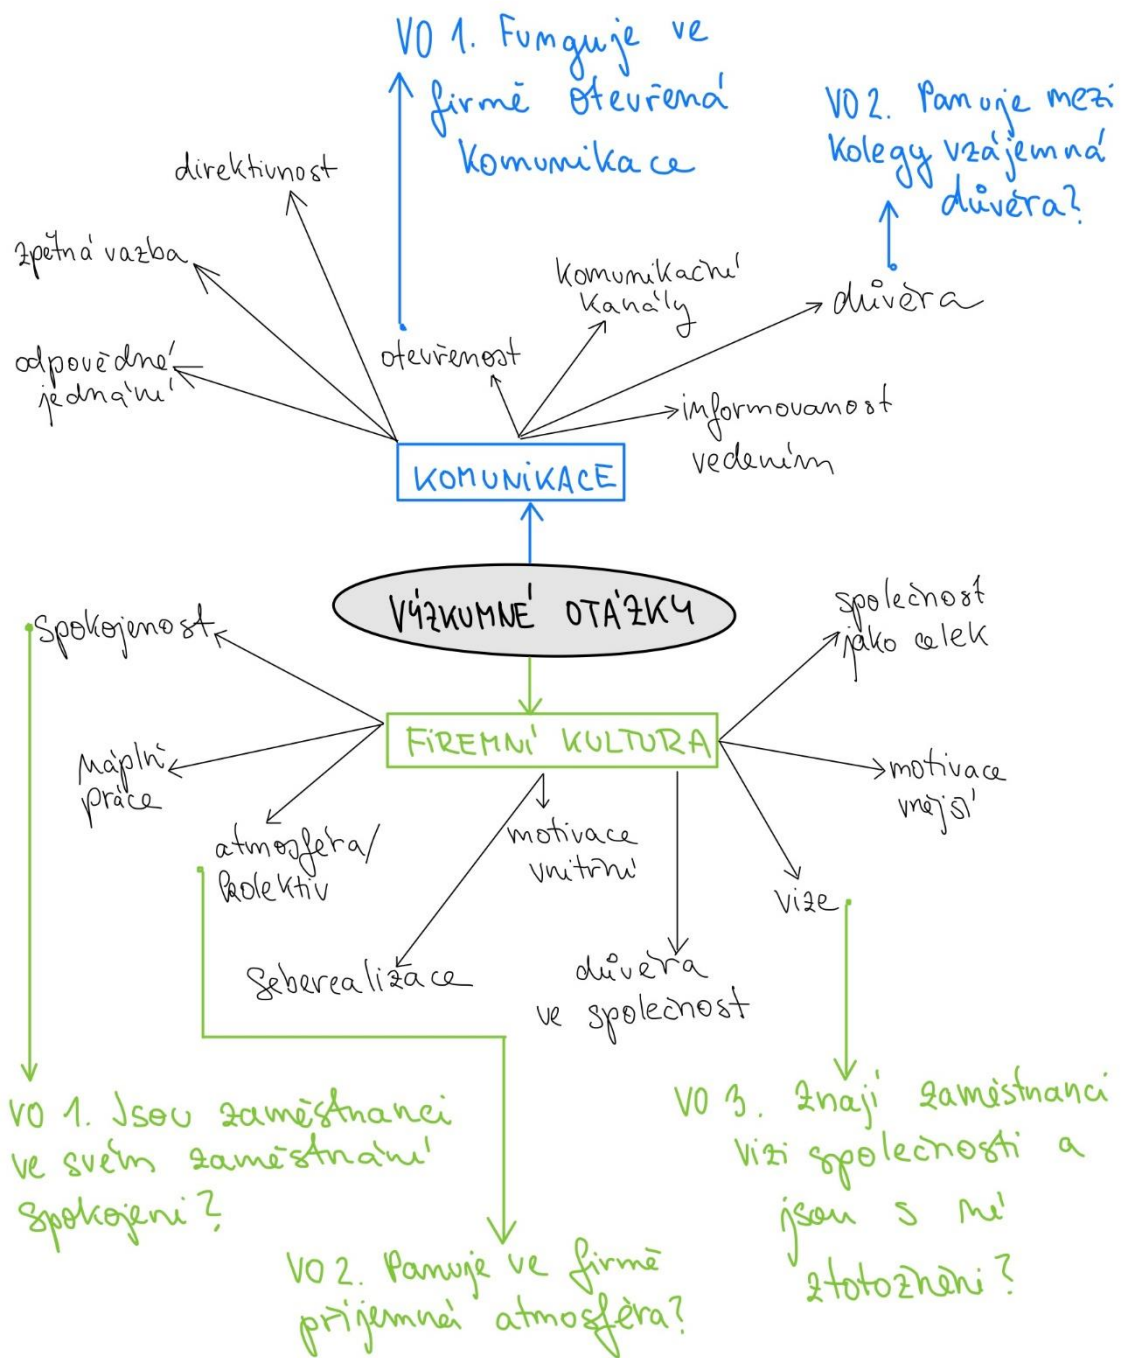 VO 1. Funguje ve
firmě otevřená
komunikace
VO 2. Panuje mezi
kolegy vzájemná
důvěra?
direktivnost
zpětná vazba
odpovědné
jednání
otevřenost
komunikační
kanály
důvěra
informovanost
vedením
KOMUNIKACE
VÝZKUMNÉ OTÁZKY
spokojenost
společnost
jako celek
FIREMNÍ KULTURA
náplň
práce
atmosféra/
kolektiv
motivace
vnitřní
motivace
vnější
vize
seberealizace
důvěra
ve společnost
VO 1. Jsou zaměstnanci
ve svém zaměstnání
spokojeni?
VO 2. Panuje ve firmě
příjemná atmosféra?
VO 3. Znají zaměstnanci
vizi společnosti a
jsou s ní
ztotožněni?